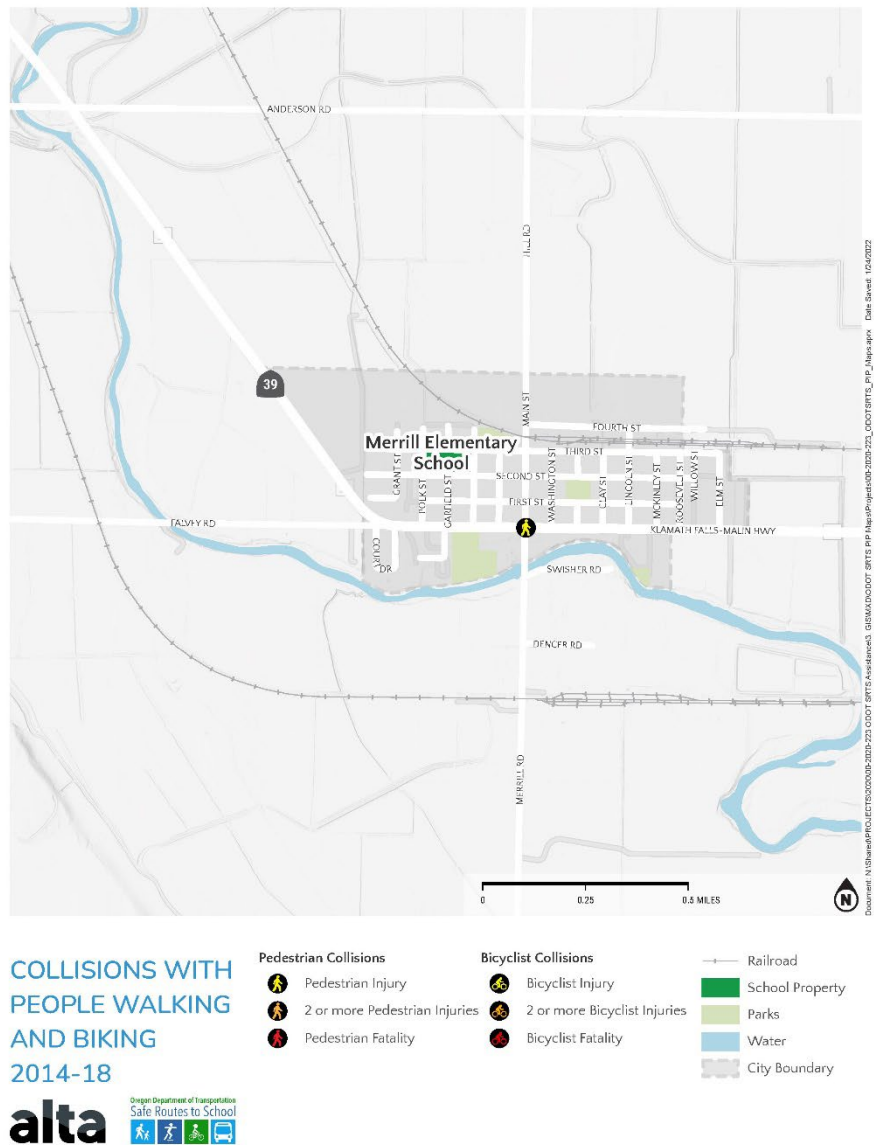 ANDERSON RD
HILL RD
39
MAIN ST
FOURTH ST
Merrill Elementary
School
THIRD ST
GRANT ST
POLK ST
GARFIELD ST
SECOND ST
FIRST ST
WASHINGTON ST
CLAY ST
LINCOLN ST
MCKINLEY ST
ROOSEVELT ST
WILLOW ST
ELM ST
FALVEY RD
KLAMATH FALLS-MALIN HWY
COURT DR
SWISHER RD
MERRILL RD
0 0.25 0.5 MILES
N
Date Saved: 1/24/2022
COLLISIONS WITH
PEOPLE WALKING
AND BIKING
2014-18
Pedestrian Collisions
Pedestrian Injury
2 or more Pedestrian Injuries
Pedestrian Fatality
Bicyclist Collisions
Bicyclist Injury
2 or more Bicyclist Injuries
Bicyclist Fatality
Railroad
School Property
Parks
Water
City Boundary
alta
Oregon Department of Transportation
Safe Routes to School